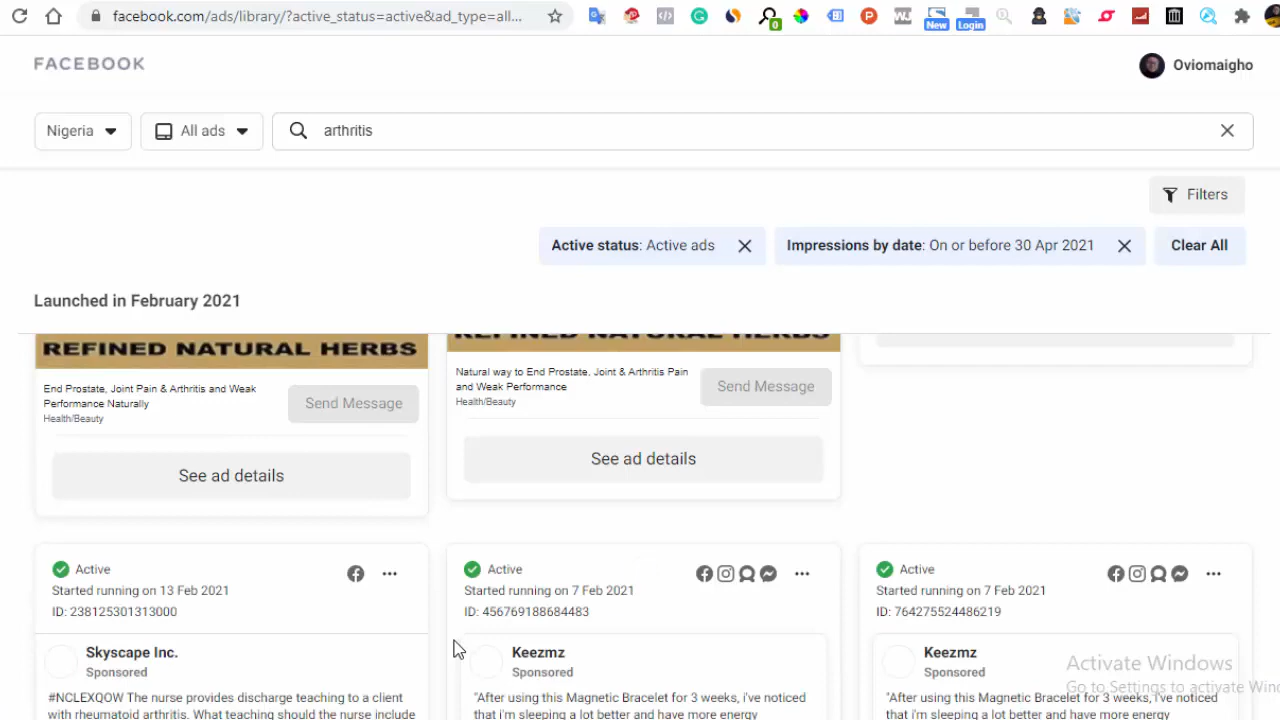 facebook.com/ads/library/?active_status=active&ad_type=all...
0
New
Login
FACEBOOK
Oviomaigho
Nigeria
All ads
arthritis
Filters
Active status: Active ads
Impressions by date: On or before 30 Apr 2021
Clear All
Launched in February 2021
REFINED NATURAL HERBS
End Prostate, Joint Pain & Arthritis and Weak
Performance Naturally
Health/Beauty
Send Message
See ad details
REFINED NATURAL HERBS
Natural way to End Prostate, Joint & Arthritis Pain
and Weak Performance
Health/Beauty
Send Message
See ad details
Active
Started running on 13 Feb 2021
ID: 238125301313000
Skyscape Inc.
Sponsored
#NCLEXQOW The nurse provides discharge teaching to a client
with rheumatoid arthritis. What teaching should the nurse include
Active
Started running on 7 Feb 2021
ID: 456769188684483
Keezmz
Sponsored
"After using this Magnetic Bracelet for 3 weeks, i've noticed
that i'm sleeping a lot better and have more energy
Active
Started running on 7 Feb 2021
ID: 764275524486219
Keezmz
Sponsored
"After using this Magnetic Bracelet for 3 weeks, i've noticed
that i'm sleeping a lot better and have more energy
Activate Windows
Go to Settings to activate Win